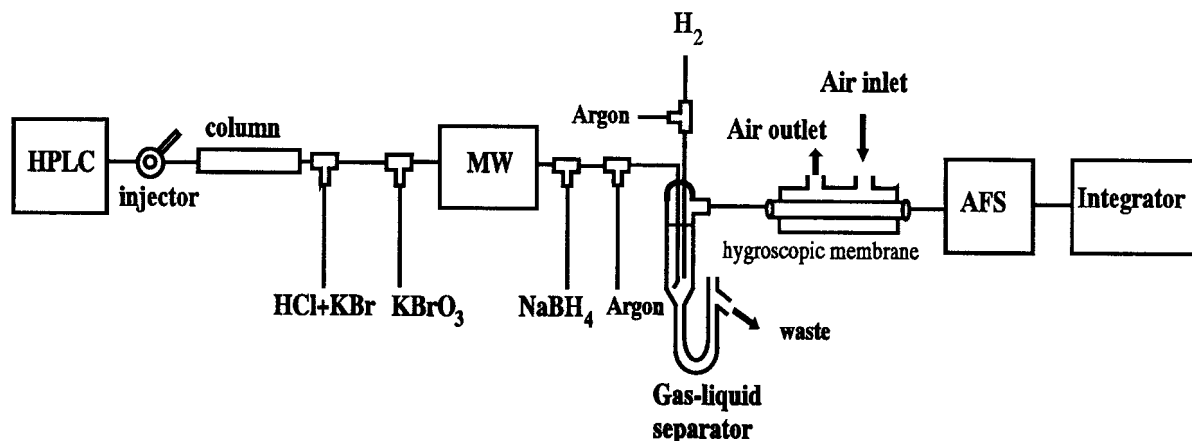 H2
Air inlet
Argon
Air outlet
column
HPLC
MW
AFS
Integrator
injector
hygroscopic membrane
HCl+KBr
KBrO3
NaBH4
Argon
waste
Gas-liquid
separator